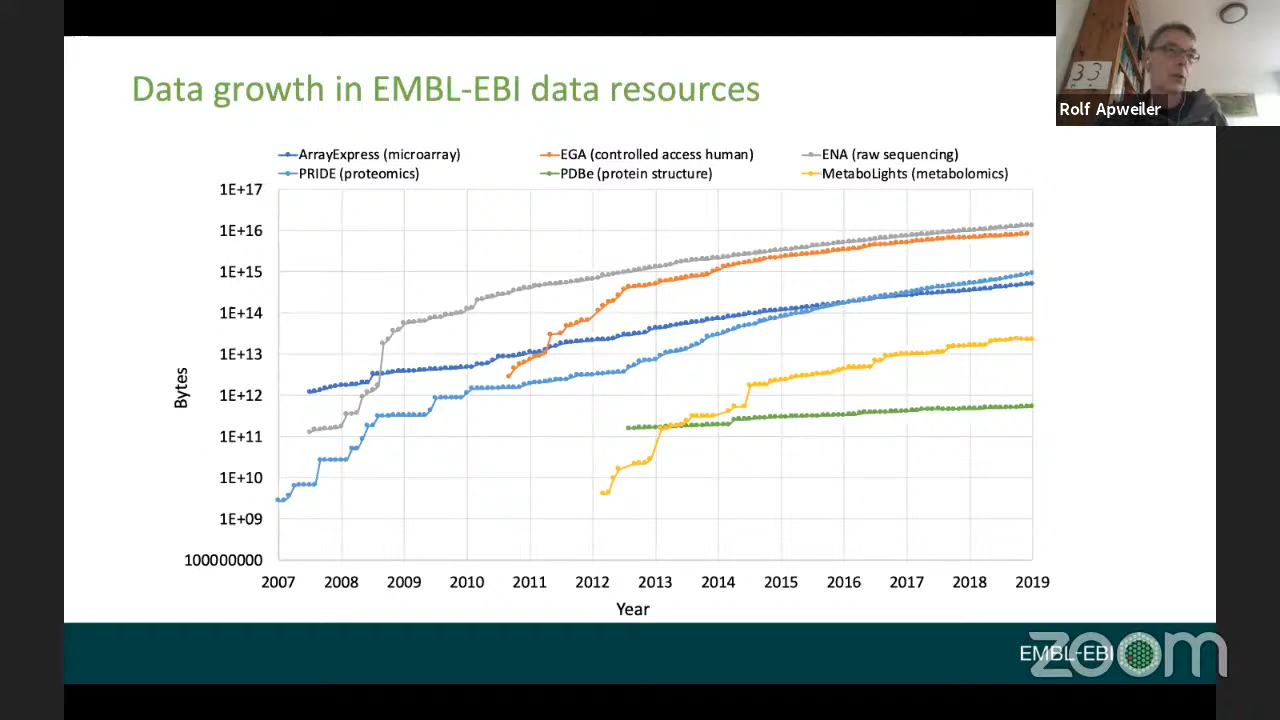 Data growth in EMBL-EBI data resources
33
Rolf Apweiler
ArrayExpress (microarray) EGA (controlled access human) ENA (raw sequencing)
PRIDE (proteomics) PDBe (protein structure) MetaboLights (metabolomics)
1E+17
1E+16
1E+15
1E+14
1E+13
1E+12
1E+11
1E+10
1E+09
100000000
Bytes
2007 2008 2009 2010 2011 2012 2013 2014 2015 2016 2017 2018 2019
Year
EMBL-EBI
zoom